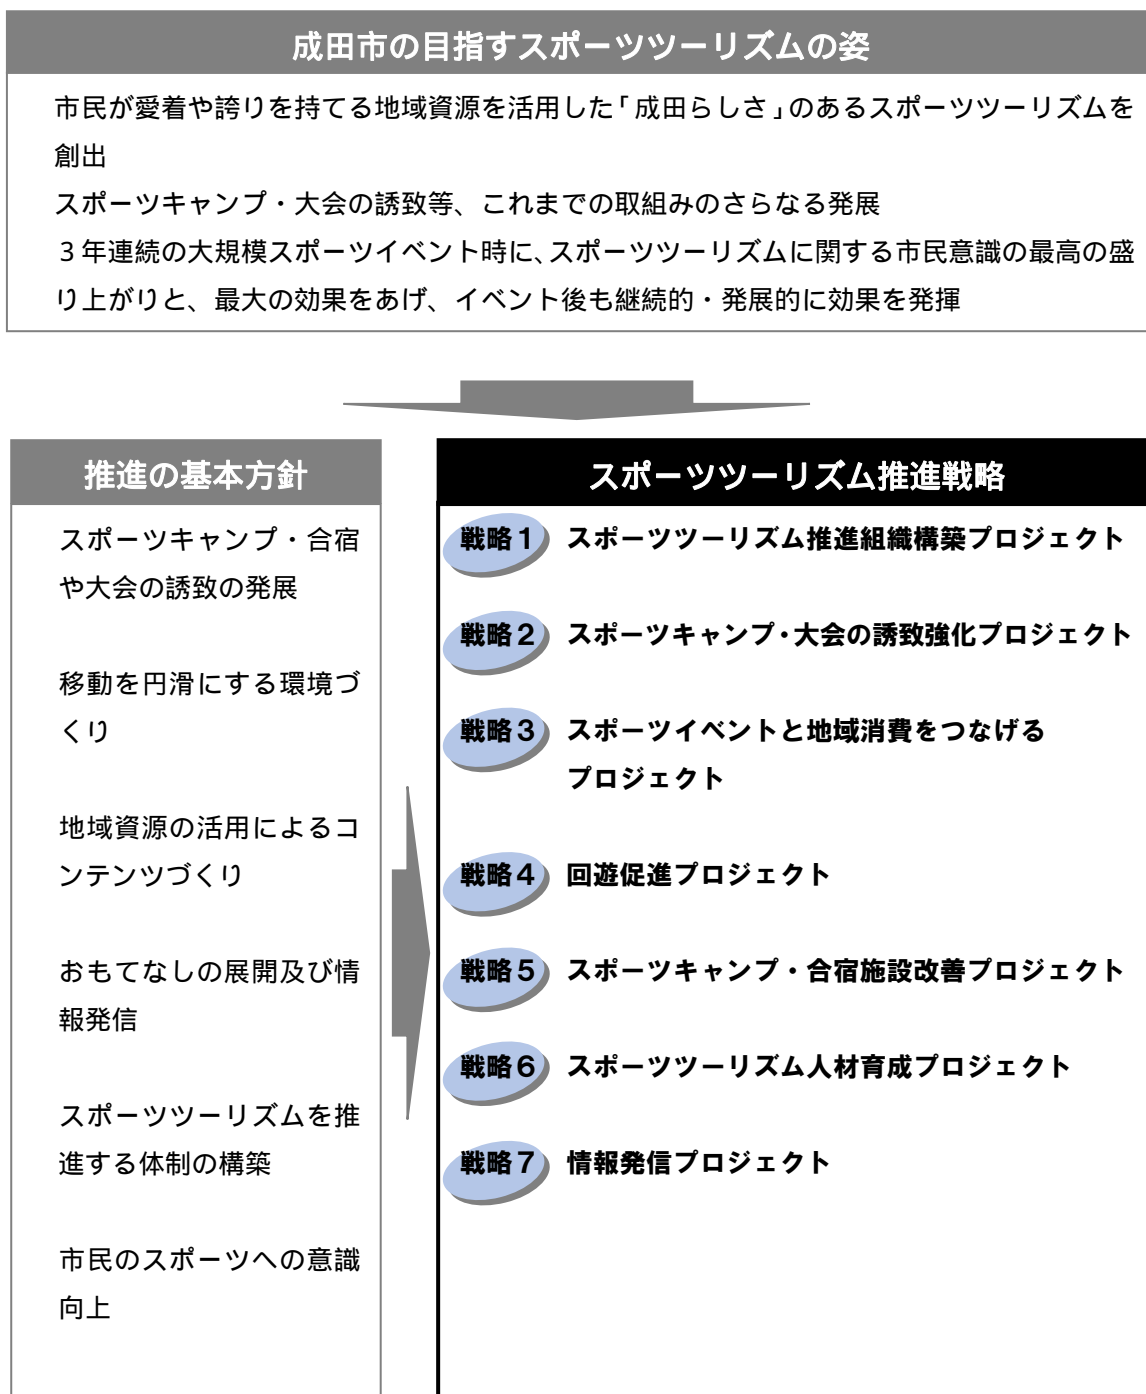 成田市の目指すスポーツツーリズムの姿
市民が愛着や誇りを持てる地域資源を活用した「成田らしさ」のあるスポーツツーリズムを
創出
スポーツキャンプ・大会の誘致等、これまでの取組みのさらなる発展
３年連続の大規模スポーツイベント時に、スポーツツーリズムに関する市民意識の最高の盛
り上がりと、最大の効果をあげ、イベント後も継続的・発展的に効果を発揮
推進の基本方針
スポーツキャンプ・合宿
や大会の誘致の発展
移動を円滑にする環境づ
くり
地域資源の活用によるコ
ンテンツづくり
おもてなしの展開及び情
報発信
スポーツツーリズムを推
進する体制の構築
市民のスポーツへの意識
向上
スポーツツーリズム推進戦略
戦略１ スポーツツーリズム推進組織構築プロジェクト
戦略２ スポーツキャンプ・大会の誘致強化プロジェクト
戦略３ スポーツイベントと地域消費をつなげる
プロジェクト
戦略４ 回遊促進プロジェクト
戦略５ スポーツキャンプ・合宿施設改善プロジェクト
戦略６ スポーツツーリズム人材育成プロジェクト
戦略７ 情報発信プロジェクト